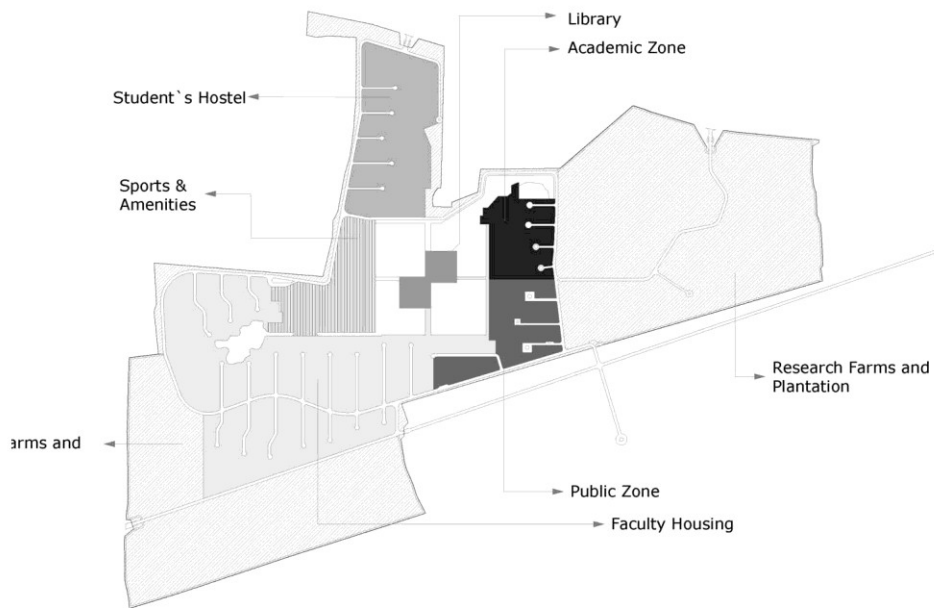 Library
Academic Zone
Student`s Hostel
Sports &
Amenities
Research Farms and
Plantation
arms and
Public Zone
Faculty Housing